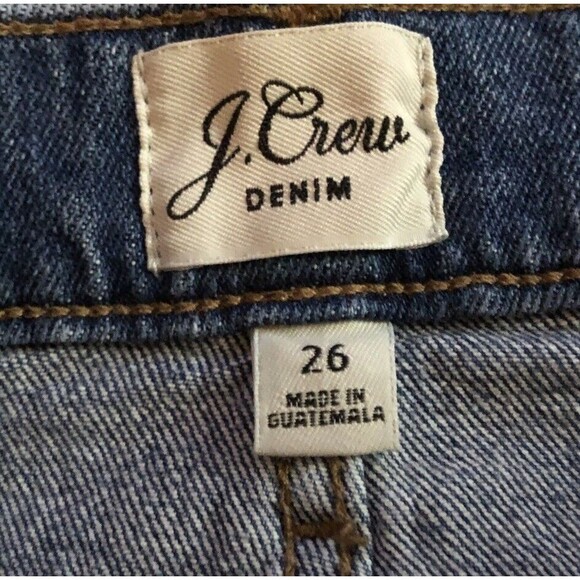 J.Crew
DENIM
26
MADE IN
GUATEMALA